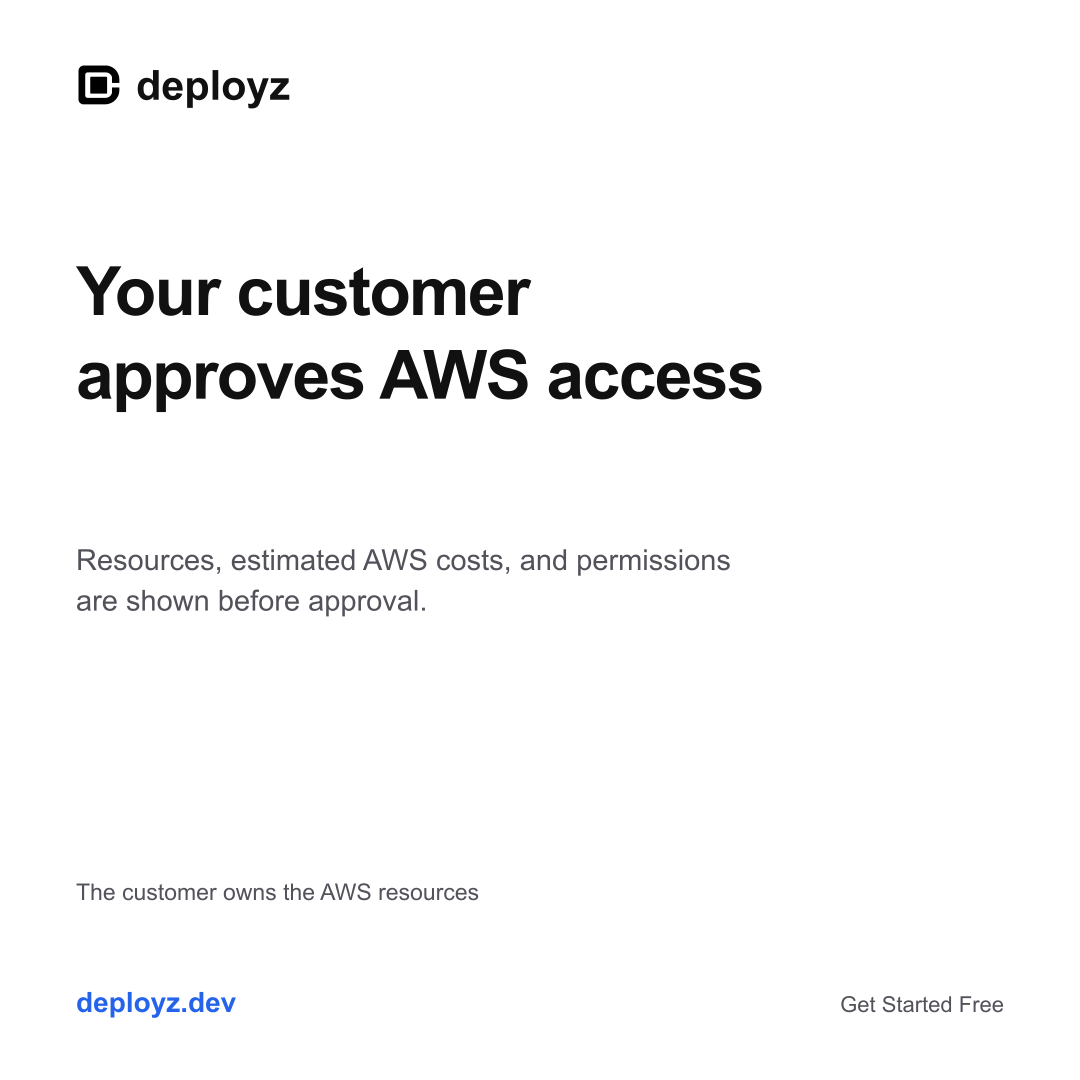 deployz
Your customer
approves AWS access
Resources, estimated AWS costs, and permissions
are shown before approval.
The customer owns the AWS resources
deployz.dev
Get Started Free